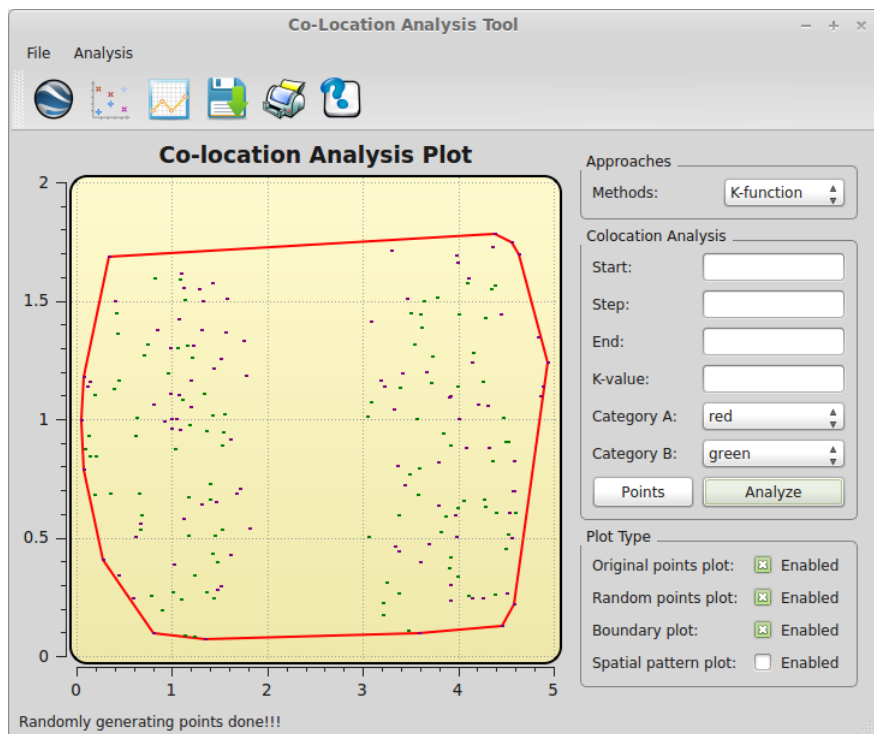 Co-Location Analysis Tool
File Analysis
Co-location Analysis Plot
2
1.5
1
0.5
0
0 1 2 3 4 5
Approaches
Methods: K-function
Colocation Analysis
Start:
Step:
End:
K-value:
Category A: red
Category B: green
Points Analyze
Plot Type
Original points plot: Enabled
Random points plot: Enabled
Boundary plot: Enabled
Spatial pattern plot: Enabled
Randomly generating points done!!!